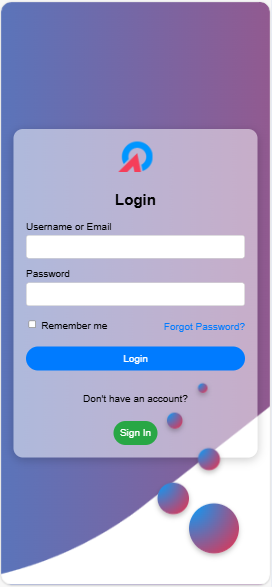 Login
Username or Email
Password
Remember me Forgot Password?
Login
Don't have an account?
Sign In